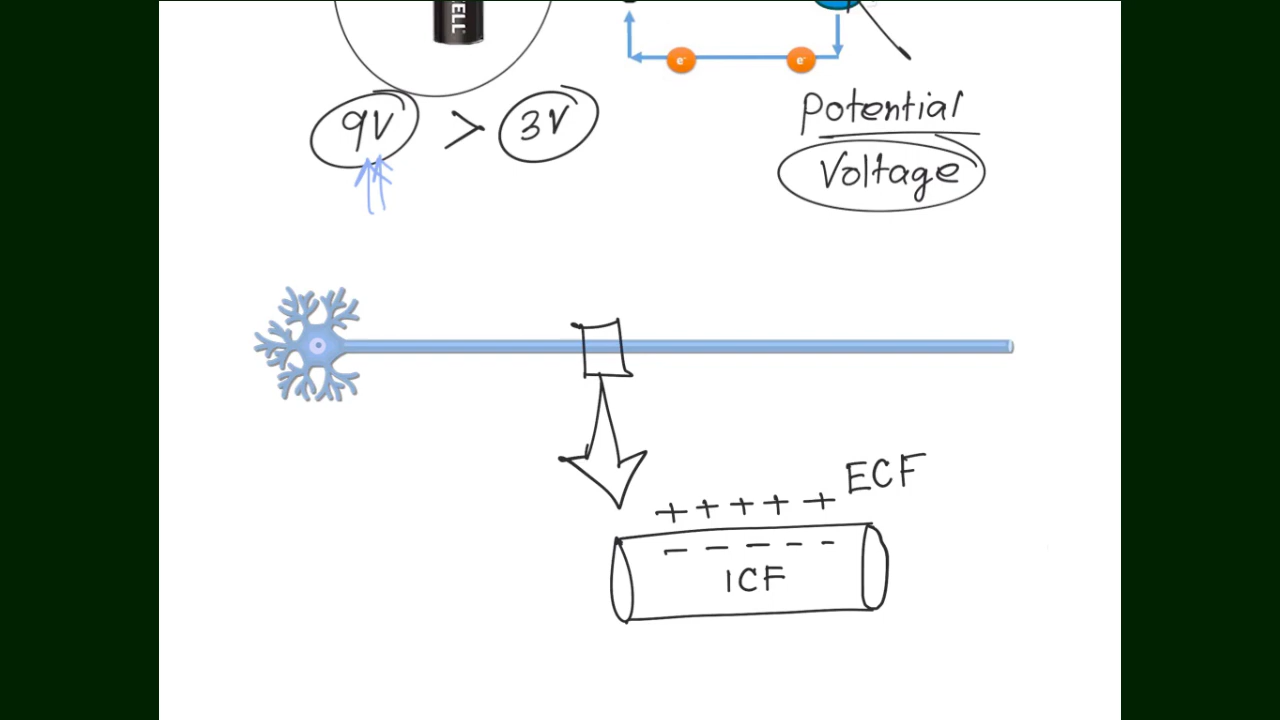 ELL
e⁻ e⁻
9V > 3V
Potential
Voltage
+ + + + + ECF
- - - - -
ICF